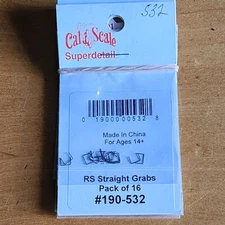 532
Cal Scale
Superdetail
0 19000 00532 8
Made In China
For Ages 14+
RS Straight Grabs
Pack of 16
#190-532